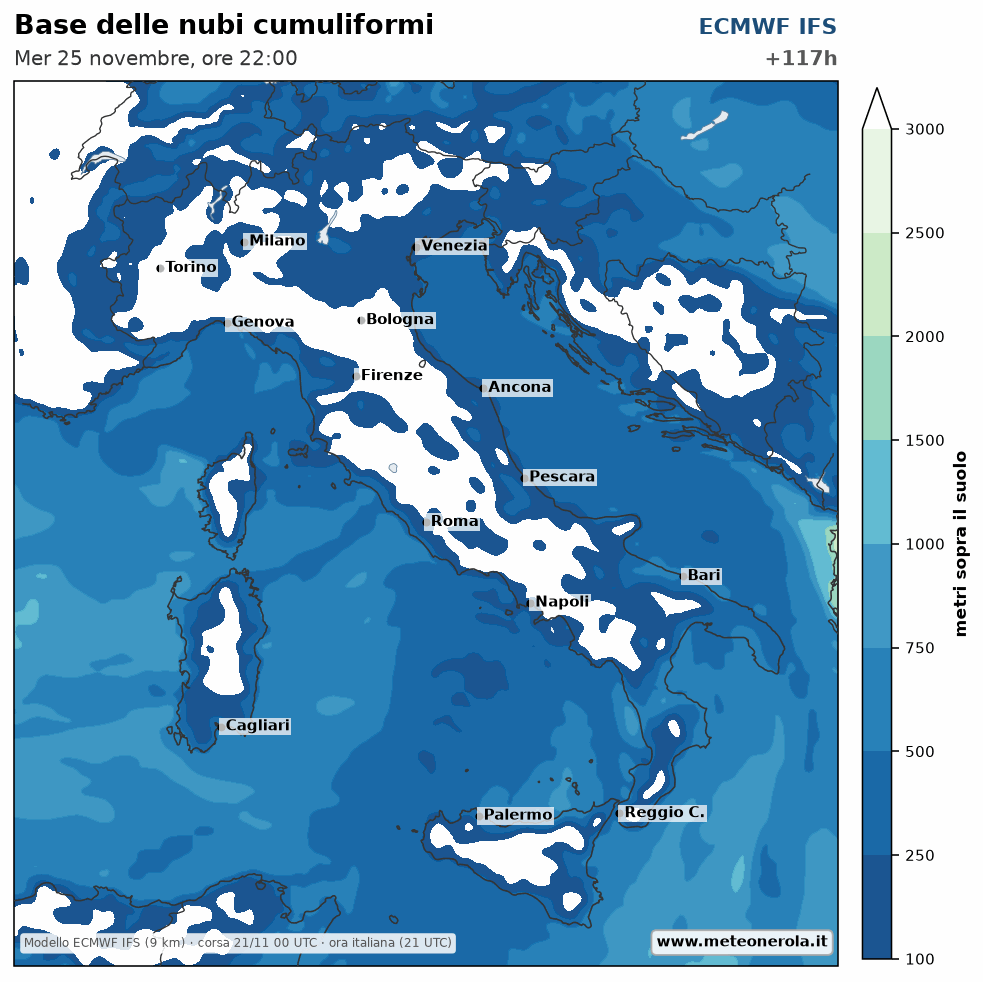 Base delle nubi cumuliformi
ECMWF IFS
Mer 25 novembre, ore 22:00
+117h
3000
2500
2000
1500
1000
750
500
250
100
metri sopra il suolo
Milano
Venezia
Torino
Genova
Bologna
Firenze
Ancona
Pescara
Roma
Bari
Napoli
Cagliari
Palermo
Reggio C.
Modello ECMWF IFS (9 km) · corsa 21/11 00 UTC · ora italiana (21 UTC)
www.meteonerola.it